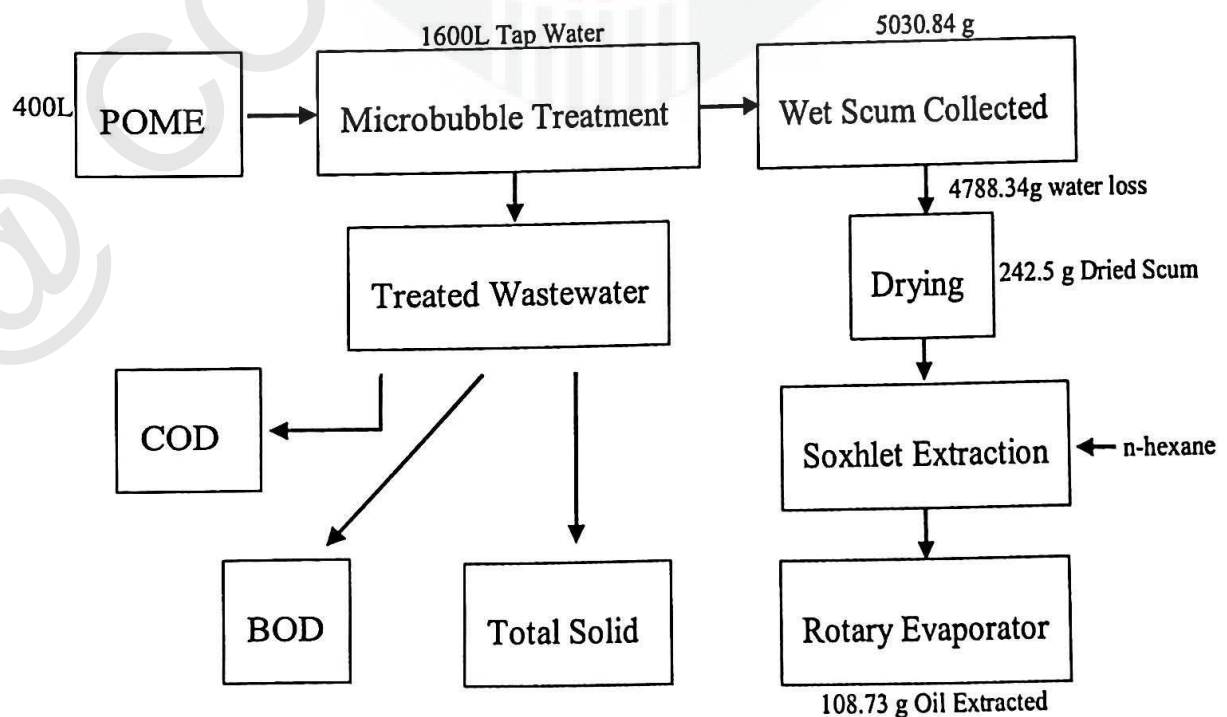 1600L Tap Water
5030.84 g
400L
POME
Microbubble Treatment
Wet Scum Collected
4788.34g water loss
Treated Wastewater
Drying
242.5 g Dried Scum
COD
Soxhlet Extraction
n-hexane
BOD
Total Solid
Rotary Evaporator
108.73 g Oil Extracted